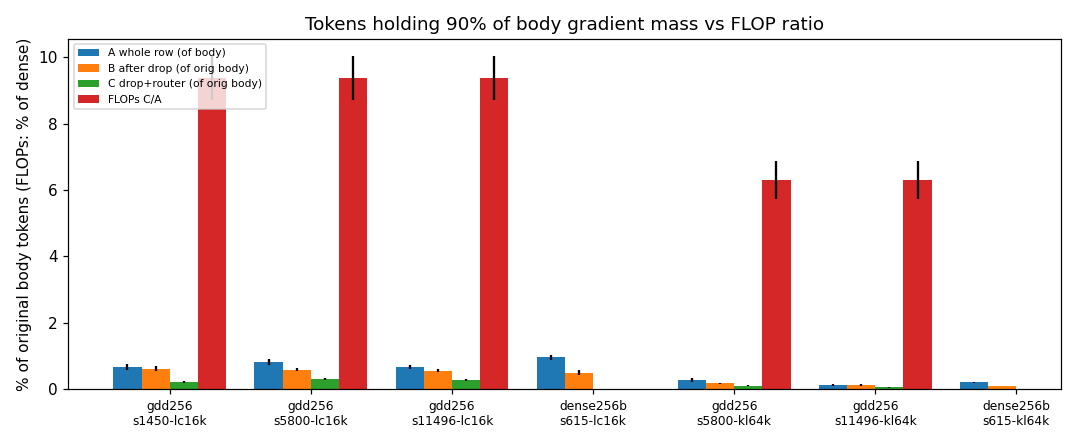 Tokens holding 90% of body gradient mass vs FLOP ratio
% of original body tokens (FLOPs: % of dense)
10
8
6
4
2
0
A whole row (of body)
B after drop (of orig body)
C drop+router (of orig body)
FLOPs C/A
gdd256
s1450-lc16k
gdd256
s5800-lc16k
gdd256
s11496-lc16k
dense256b
s615-lc16k
gdd256
s5800-kl64k
gdd256
s11496-kl64k
dense256b
s615-kl64k